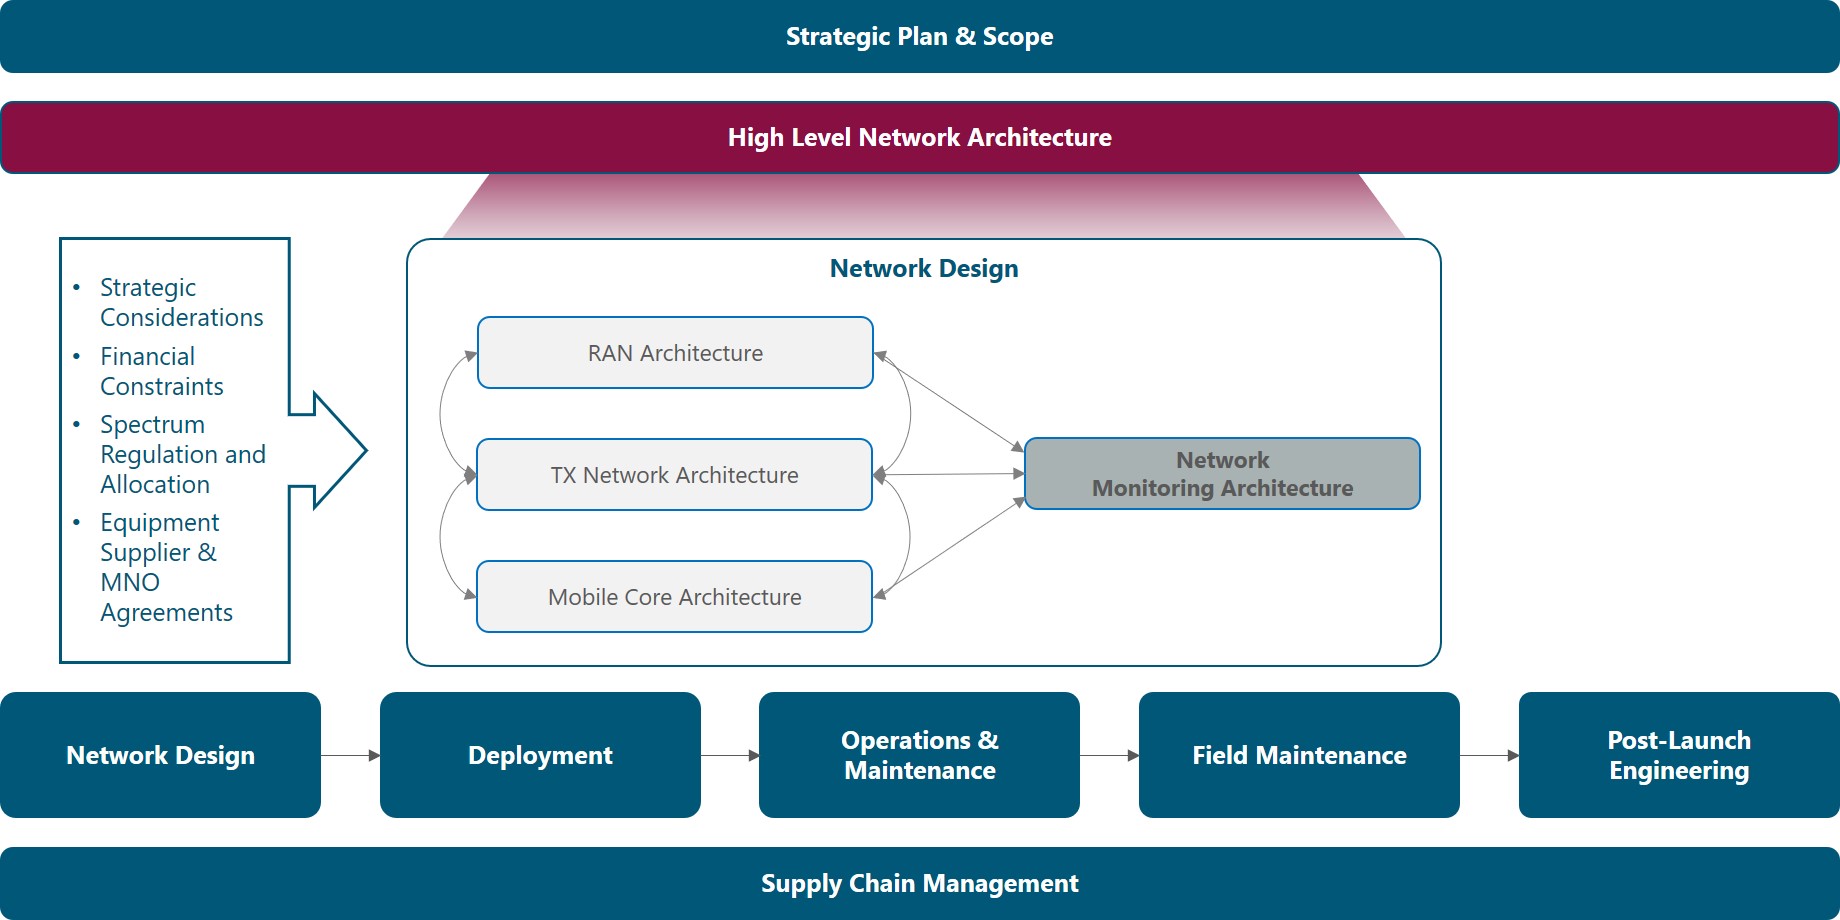 Strategic Plan & Scope
High Level Network Architecture
• Strategic
Considerations
• Financial
Constraints
• Spectrum
Regulation and
Allocation
• Equipment
Supplier &
MNO
Agreements
Network Design
RAN Architecture
TX Network Architecture
Mobile Core Architecture
Network
Monitoring Architecture
Network Design
Deployment
Operations &
Maintenance
Field Maintenance
Post-Launch
Engineering
Supply Chain Management